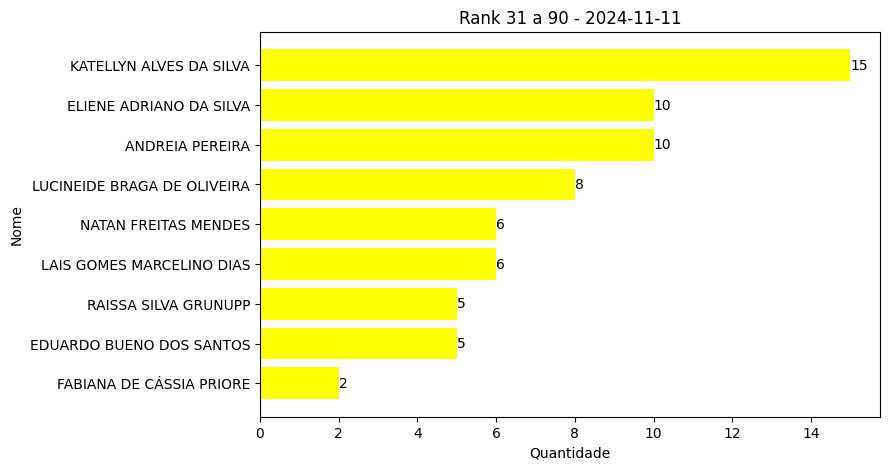 Rank 31 a 90 - 2024-11-11
KATELLYN ALVES DA SILVA 15
ELIENE ADRIANO DA SILVA 10
ANDREIA PEREIRA 10
LUCINEIDE BRAGA DE OLIVEIRA 8
NATAN FREITAS MENDES 6
LAIS GOMES MARCELINO DIAS 6
RAISSA SILVA GRUNUPP 5
EDUARDO BUENO DOS SANTOS 5
FABIANA DE CÁSSIA PRIORE 2
Nome
0 2 4 6 8 10 12 14
Quantidade